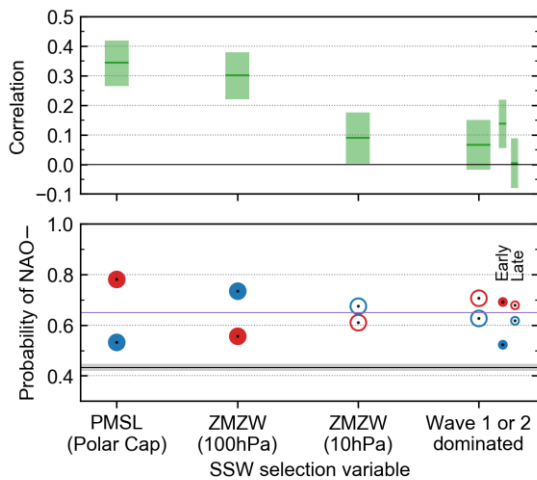 0.5
0.4
0.3
0.2
0.1
0.0
−0.1
Correlation
1.0
0.8
0.6
0.4
Probability of NAO−
Early
Late
PMSL
(Polar Cap)
ZMZW
(100hPa)
ZMZW
(10hPa)
Wave 1 or 2
dominated
SSW selection variable